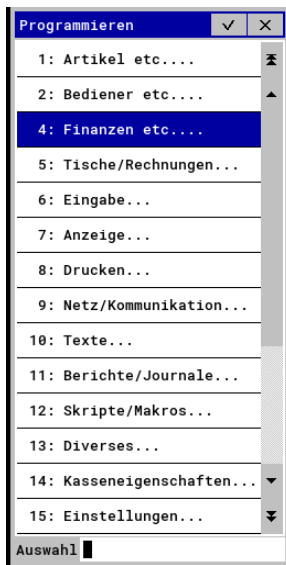 Programmieren
1: Artikel etc....
2: Bediener etc....
4: Finanzen etc....
5: Tische/Rechnungen...
6: Eingabe...
7: Anzeige...
8: Drucken...
9: Netz/Kommunikation...
10: Texte...
11: Berichte/Journale...
12: Skripte/Makros...
13: Diverses...
14: Kasseneigenschaften...
15: Einstellungen...
Auswahl